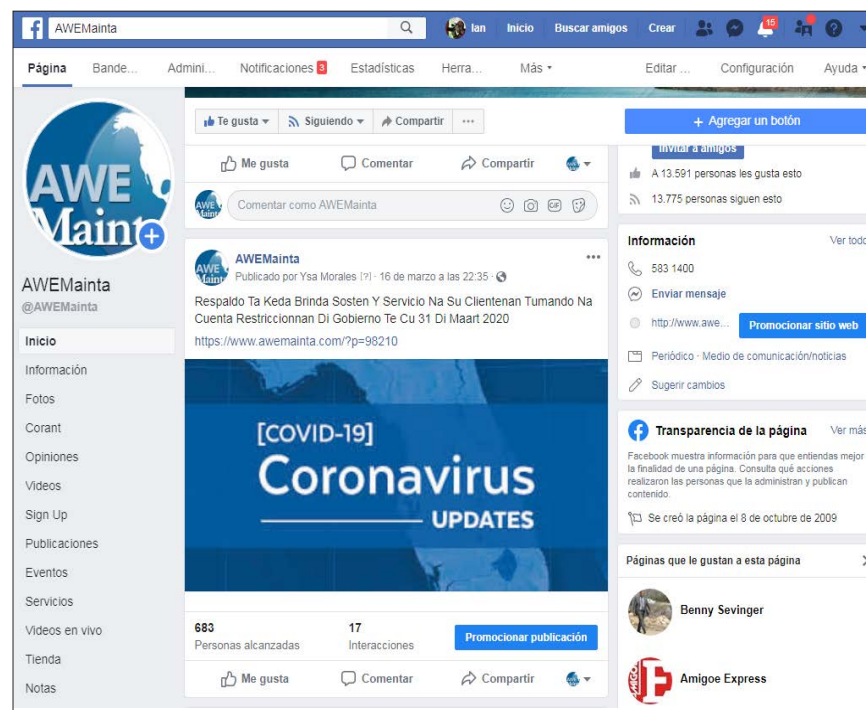 AWEMainta
Ian
Inicio
Buscar amigos
Crear
15
Página
Bande...
Admini...
Notificaciones 3
Estadísticas
Herra...
Más
Editar ...
Configuración
Ayuda
AWE
Mainta
AWEMainta
@AWEMainta
Inicio
Información
Fotos
Corant
Opiniones
Videos
Sign Up
Publicaciones
Eventos
Servicios
Videos en vivo
Tienda
Notas
Te gusta
Siguiendo
Compartir
...
Me gusta
Comentar
Compartir
Comentar como AWEMainta
GIF
AWEMainta
Publicado por Ysa Morales [?] · 16 de marzo a las 22:35 ·
Respaldo Ta Keda Brinda Sosten Y Servicio Na Su Clientenan Tumando Na
Cuenta Restriccionnan Di Gobierno Te Cu 31 Di Maart 2020
https://www.awemainta.com/?p=98210
[COVID-19]
Coronavirus
UPDATES
683
Personas alcanzadas
17
Interacciones
Promocionar publicación
Me gusta
Comentar
Compartir
+ Agregar un botón
Invitar a amigos
A 13.591 personas les gusta esto
13.775 personas siguen esto
Información
Ver todo
583 1400
Enviar mensaje
http://www.awe...
Promocionar sitio web
Periódico · Medio de comunicación/noticias
Sugerir cambios
Transparencia de la página
Ver más
Facebook muestra información para que entiendas mejor
la finalidad de una página. Consulta qué acciones
realizaron las personas que la administran y publican
contenido.
Se creó la página el 8 de octubre de 2009
Páginas que le gustan a esta página
Benny Sevinger
Amigoe Express